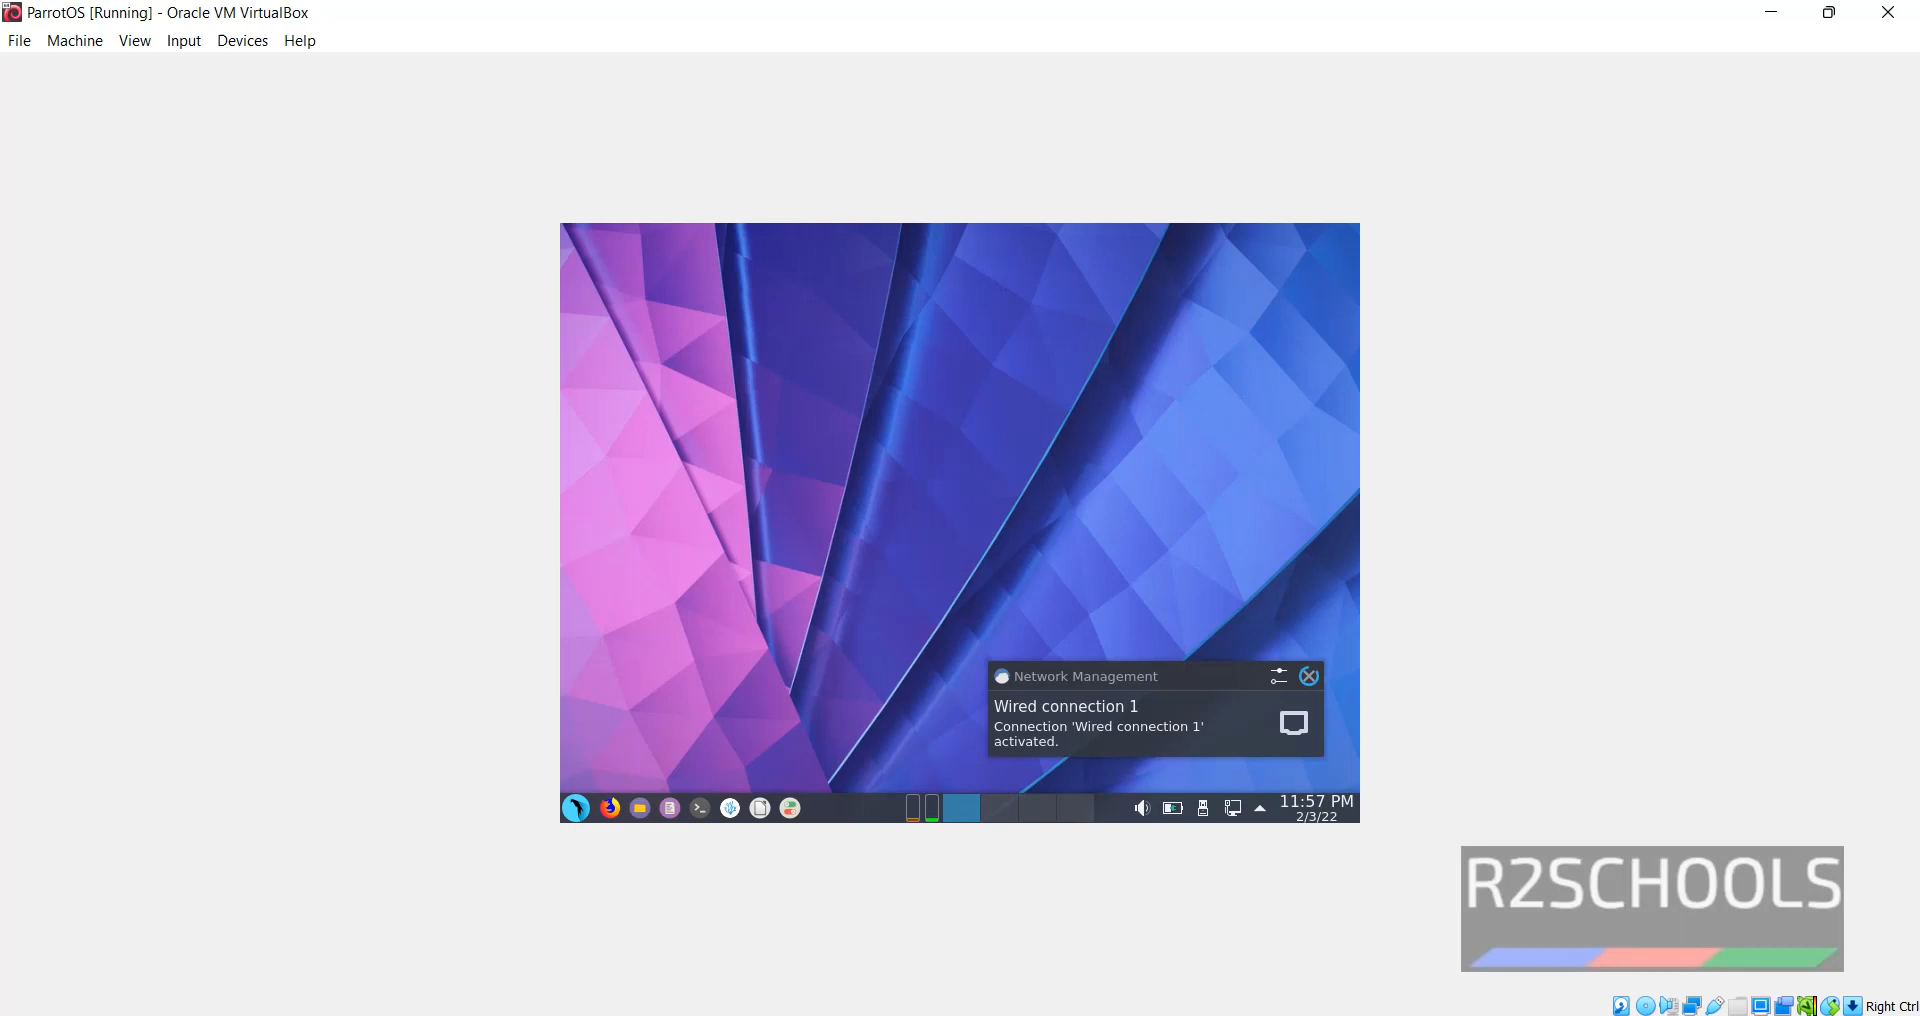 ParrotOS [Running] - Oracle VM VirtualBox
File Machine View Input Devices Help
Network Management
Wired connection 1
Connection 'Wired connection 1'
activated.
11:57 PM
2/3/22
R2SCHOOLS
Right Ctrl